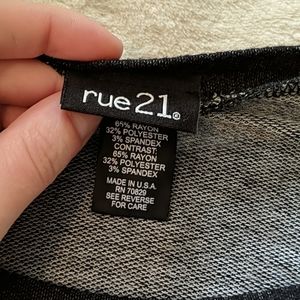 rue21®
65% RAYON
32% POLYESTER
3% SPANDEX
CONTRAST:
65% RAYON
32% POLYESTER
3% SPANDEX
MADE IN U.S.A.
RN 70829
SEE REVERSE
FOR CARE